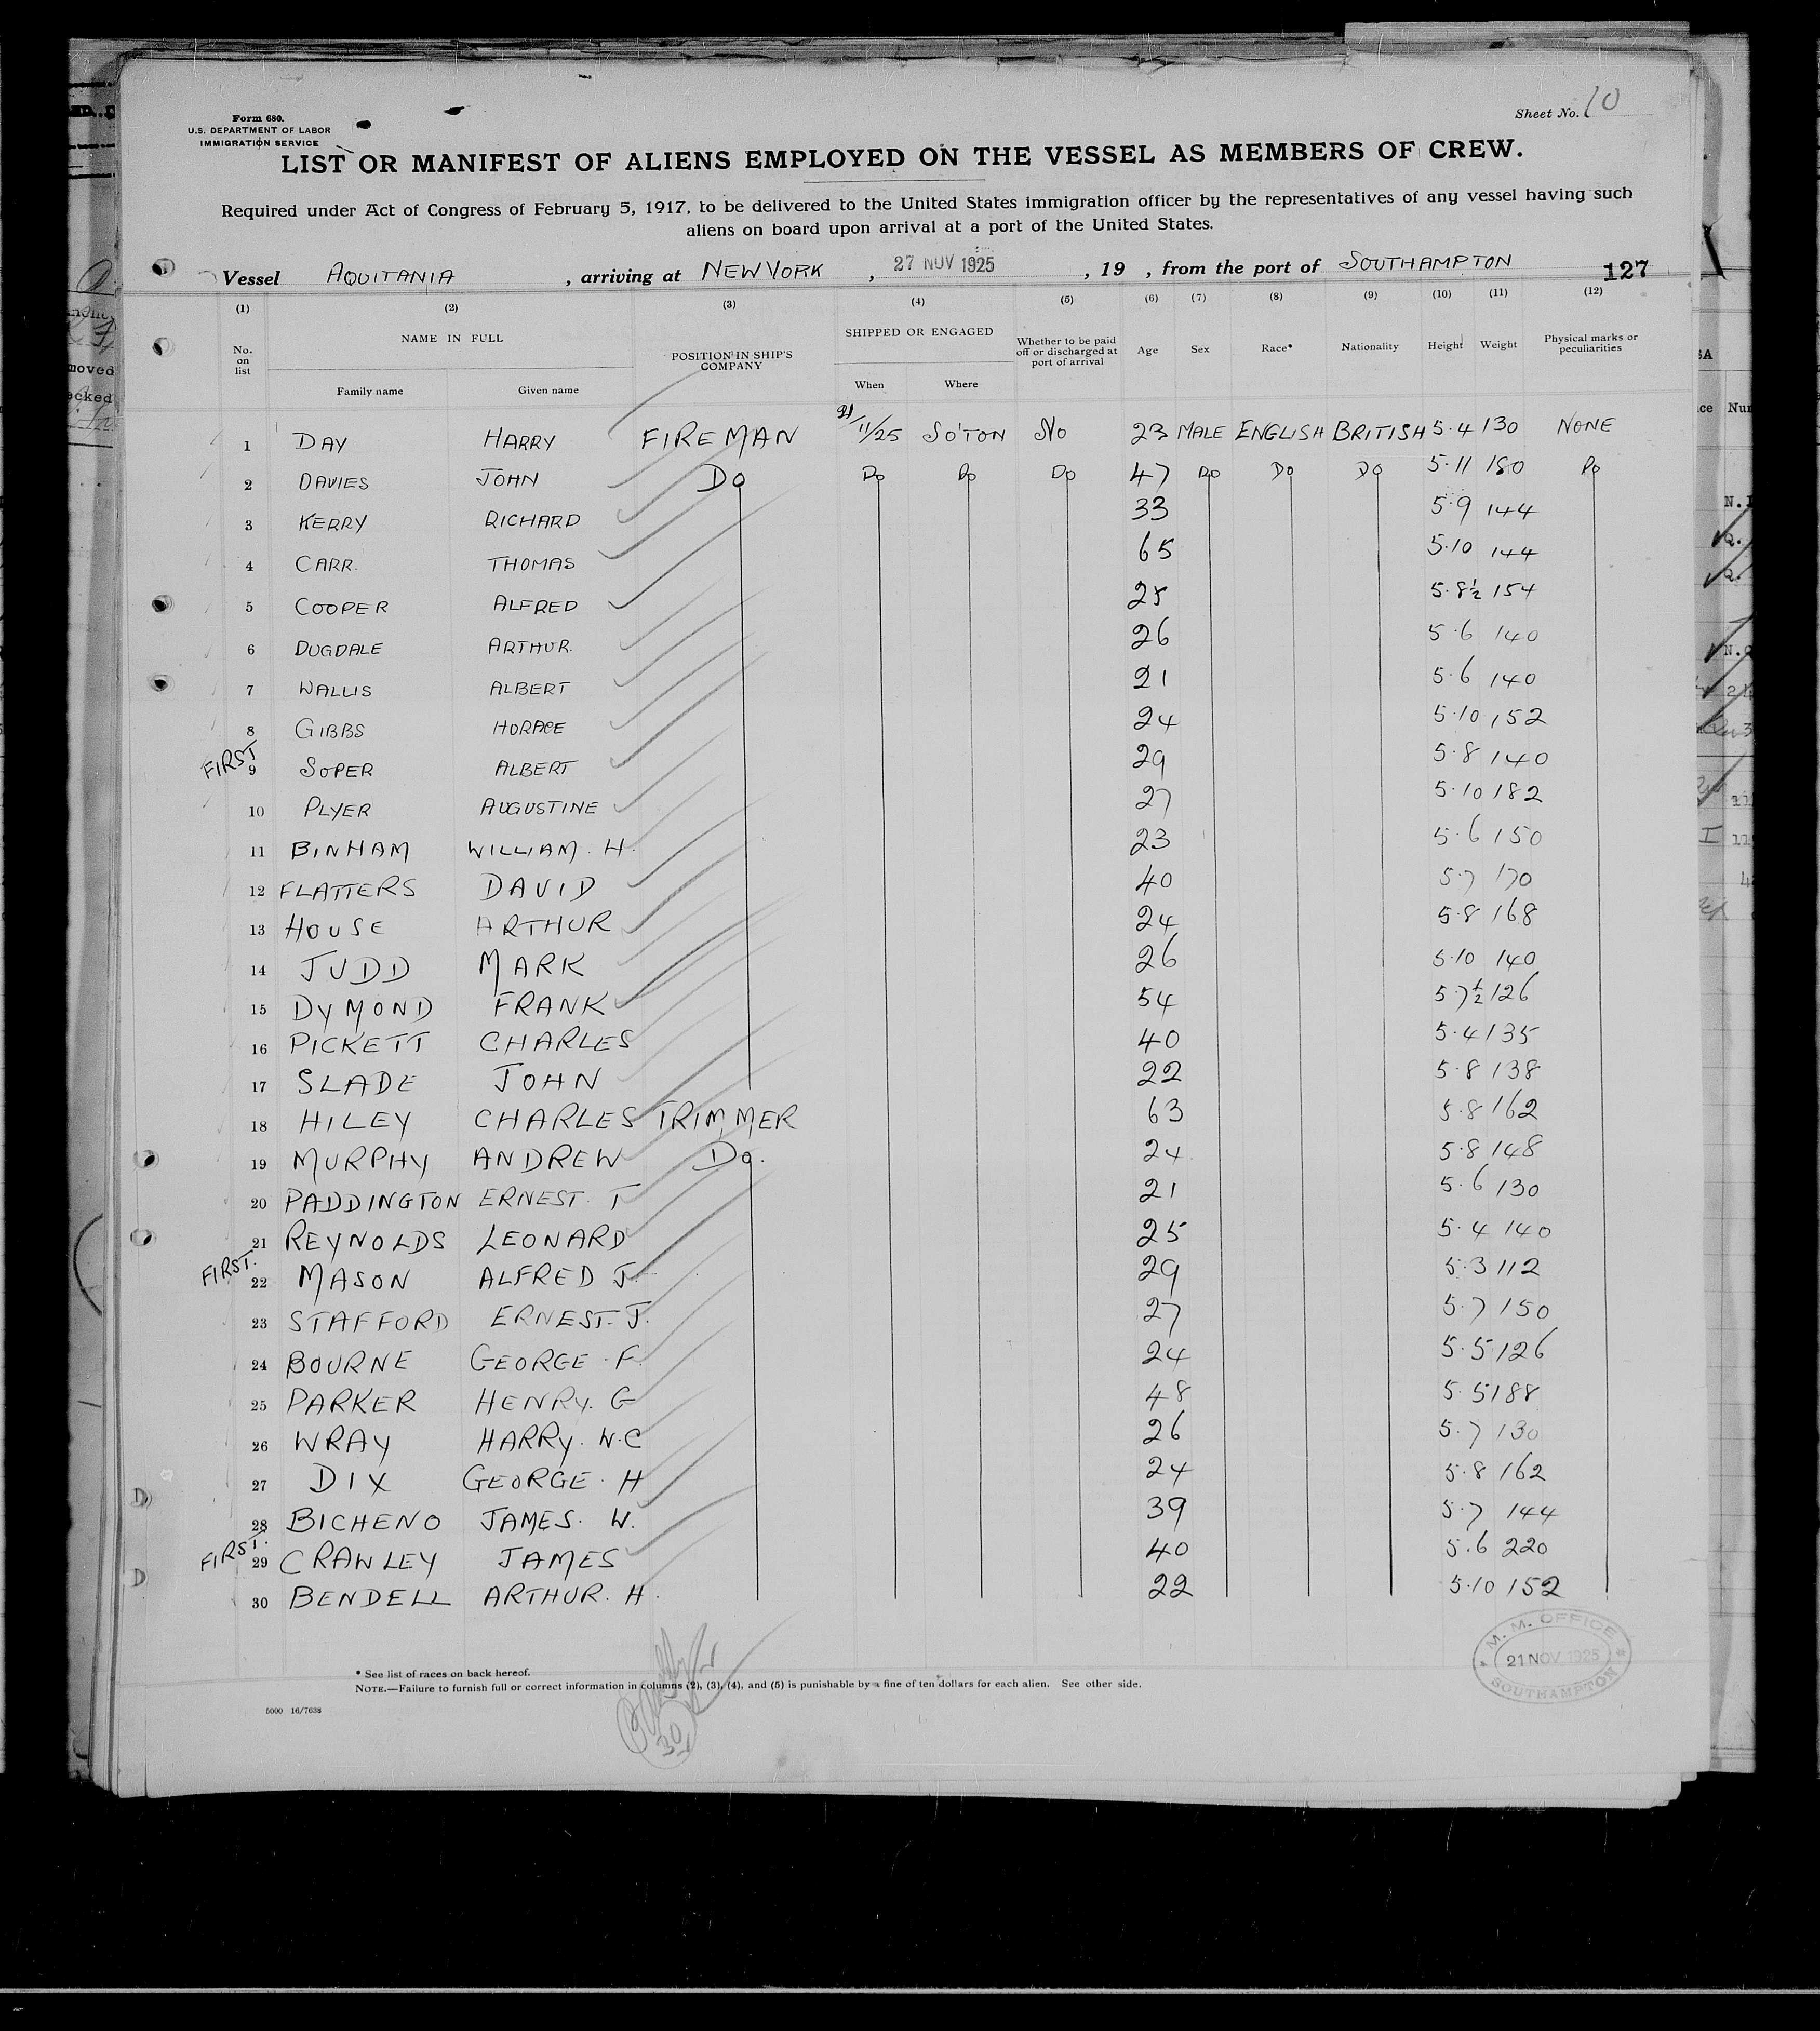 Form 680.
U.S. DEPARTMENT OF LABOR
IMMIGRATION SERVICE
Sheet No. 10
LIST OR MANIFEST OF ALIENS EMPLOYED ON THE VESSEL AS MEMBERS OF CREW.
Required under Act of Congress of February 5, 1917, to be delivered to the United States immigration officer by the representatives of any vessel having such
aliens on board upon arrival at a port of the United States.
Vessel AQUITANIA , arriving at NEW YORK , 27 NOV 1925 , 19 , from the port of SOUTHAMPTON 127
(1) (2) (3) (4) (5) (6) (7) (8) (9) (10) (11) (12)
No. on list NAME IN FULL Family name Given name POSITION IN SHIP'S COMPANY SHIPPED OR ENGAGED When Where Whether to be paid off or discharged at port of arrival Age Sex Race* Nationality Height Weight Physical marks or peculiarities
1 DAY HARRY FIREMAN 21/11/25 SO'TON NO 23 MALE ENGLISH BRITISH 5.4 130 NONE
2 DAVIES JOHN DO DO DO DO 47 DO DO DO 5.11 180 DO
3 KERRY RICHARD 33 5.9 144
4 CARR. THOMAS 65 5.10 144
5 COOPER ALFRED 25 5.8½ 154
6 DUGDALE ARTHUR. 26 5.6 140
7 WALLIS ALBERT 21 5.6 140
8 GIBBS HORACE 24 5.10 152
FIRST 9 SOPER ALBERT 29 5.8 140
10 PLYER AUGUSTINE 27 5.10 182
11 BINHAM WILLIAM. H. 23 5.6 150
12 FLATTERS DAVID 40 5.7 170
13 HOUSE ARTHUR 24 5.8 168
14 JUDD MARK 26 5.10 140
15 DYMOND FRANK 54 5.7½ 126
16 PICKETT CHARLES 40 5.4 135
17 SLADE JOHN 22 5.8 138
18 HILEY CHARLES TRIMMER 63 5.8 162
19 MURPHY ANDREW DO. 24 5.8 148
20 PADDINGTON ERNEST. T 21 5.6 130
21 REYNOLDS LEONARD 25 5.4 140
FIRST. 22 MASON ALFRED J. 29 5.3 112
23 STAFFORD ERNEST. J. 27 5.7 150
24 BOURNE GEORGE. F. 24 5.5 126
25 PARKER HENRY. G 48 5.5 188
26 WRAY HARRY. W.C 26 5.7 130
27 DIX GEORGE. H 24 5.8 162
28 BICHENO JAMES. W. 39 5.7 144
FIRST. 29 CRAWLEY JAMES 40 5.6 220
30 BENDELL ARTHUR. H. 22 5.10 152
M. M. OFFICE
21 NOV 1925
SOUTHAMPTON
* See list of races on back hereof.
NOTE.—Failure to furnish full or correct information in columns (2), (3), (4), and (5) is punishable by a fine of ten dollars for each alien. See other side.
5000 16/7638
30